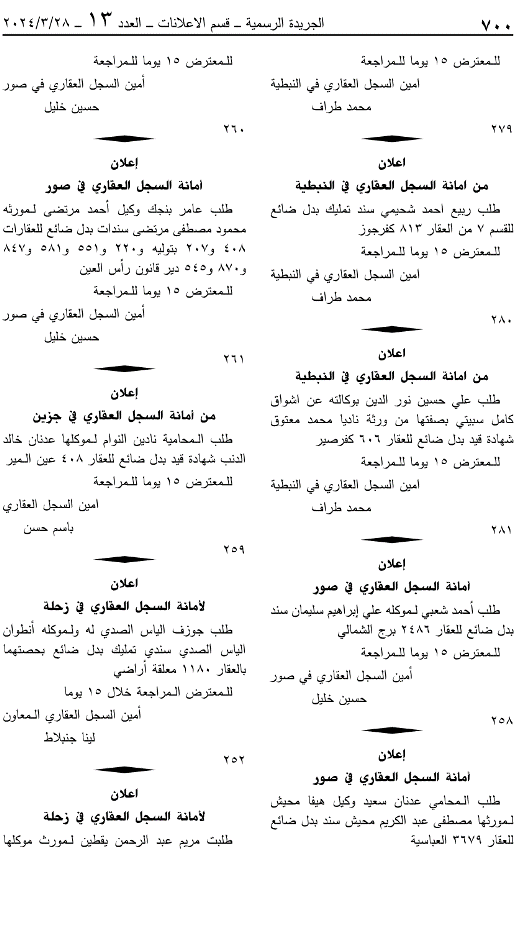 ٧٠٠
الجريدة الرسمية – قسم الاعلانات – العدد ١٣ – ٢٠٢٤/٣/٢٨
للمعترض ١٥ يوما للمراجعة
امين السجل العقاري في النبطية
محمد طراف
٢٧٩
اعلان
من امانة السجل العقاري في النبطية
طلب ربيع احمد شحيمي سند تمليك بدل ضائع
للقسم ٧ من العقار ٨١٣ كفرجوز
للمعترض ١٥ يوما للمراجعة
امين السجل العقاري في النبطية
محمد طراف
٢٨٠
اعلان
من امانة السجل العقاري في النبطية
طلب علي حسين نور الدين بوكالته عن اشواق
كامل سبيتي بصفتها من ورثة ناديا محمد معتوق
شهادة قيد بدل ضائع للعقار ٦٠٦ كفرصير
للمعترض ١٥ يوما للمراجعة
امين السجل العقاري في النبطية
محمد طراف
٢٨١
إعلان
أمانة السجل العقاري في صور
طلب أحمد شعبي لموكله علي إبراهيم سليمان سند
بدل ضائع للعقار ٢٤٨٦ برج الشمالي
للمعترض ١٥ يوما للمراجعة
أمين السجل العقاري في صور
حسين خليل
٢٥٨
إعلان
أمانة السجل العقاري في صور
طلب المحامي عدنان سعيد وكيل هيفا محيش
لمورثها مصطفى عبد الكريم محيش سند بدل ضائع
للعقار ٣٦٧٩ العباسية
للمعترض ١٥ يوما للمراجعة
أمين السجل العقاري في صور
حسين خليل
٢٦٠
إعلان
أمانة السجل العقاري في صور
طلب عامر بنجك وكيل أحمد مرتضى لمورثه
محمود مصطفى مرتضى سندات بدل ضائع للعقارات
٤٠٨ و٢٠٧ بتوليه و٢٢٠ و٥٥١ و٥٨١ و٨٤٧
و٨٧٠ و٥٤٥ دير قانون رأس العين
للمعترض ١٥ يوما للمراجعة
أمين السجل العقاري في صور
حسين خليل
٢٦١
إعلان
من أمانة السجل العقاري في جزين
طلب المحامية نادين النوام لموكلها عدنان خالد
الدنب شهادة قيد بدل ضائع للعقار ٤٠٨ عين المير
للمعترض ١٥ يوما للمراجعة
امين السجل العقاري
باسم حسن
٢٥٩
اعلان
لأمانة السجل العقاري في زحلة
طلب جوزف الياس الصدي له ولموكله أنطوان
الياس الصدي سندي تمليك بدل ضائع بحصتهما
بالعقار ١١٨٠ معلقة أراضي
للمعترض المراجعة خلال ١٥ يوما
أمين السجل العقاري المعاون
لينا جنبلاط
٢٥٢
اعلان
لأمانة السجل العقاري في زحلة
طلبت مريم عبد الرحمن يقطين لمورث موكلها